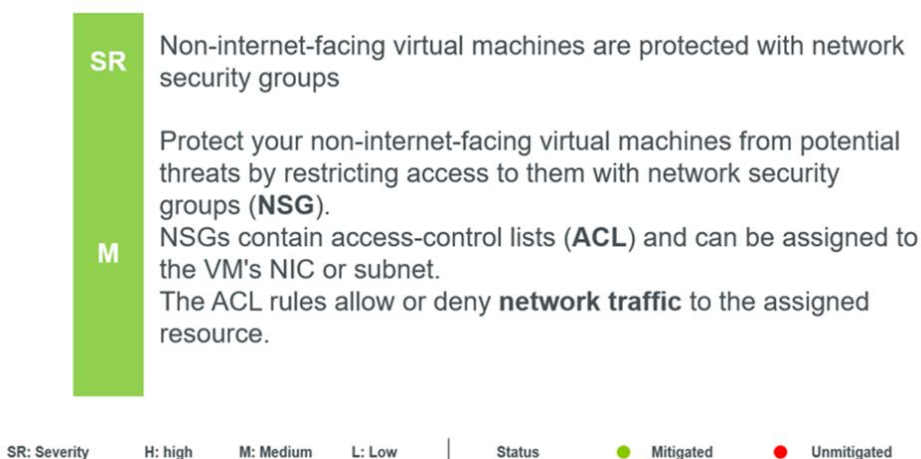 SR
Non-internet-facing virtual machines are protected with network
security groups
Protect your non-internet-facing virtual machines from potential
threats by restricting access to them with network security
groups (NSG).
M
NSGs contain access-control lists (ACL) and can be assigned to
the VM's NIC or subnet.
The ACL rules allow or deny network traffic to the assigned
resource.
SR: Severity H: high M: Medium L: Low Status Mitigated Unmitigated